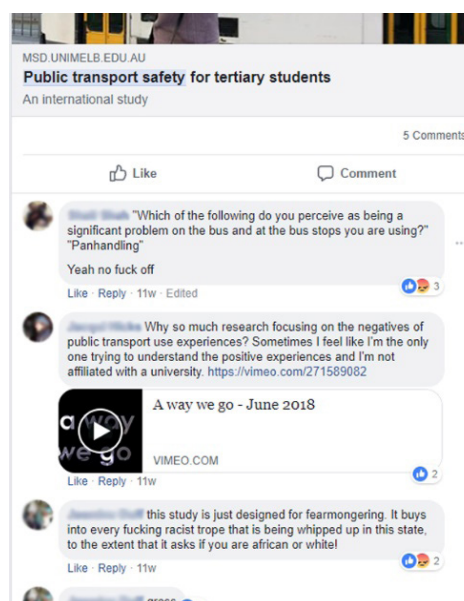 MSD.UNIMELB.EDU.AU
Public transport safety for tertiary students
An international study
5 Comments
Like
Comment
"Which of the following do you perceive as being a
significant problem on the bus and at the bus stops you are using?"
"Panhandling"
Yeah no fuck off
Like · Reply · 11w · Edited
3
Why so much research focusing on the negatives of
public transport use experiences? Sometimes I feel like I'm the only
one trying to understand the positive experiences and I'm not
affiliated with a university. https://vimeo.com/271589082
a way
we go
A way we go - June 2018
VIMEO.COM
2
Like · Reply · 11w
this study is just designed for fearmongering. It buys
into every fucking racist trope that is being whipped up in this state,
to the extent that it asks if you are african or white!
2
Like · Reply · 11w